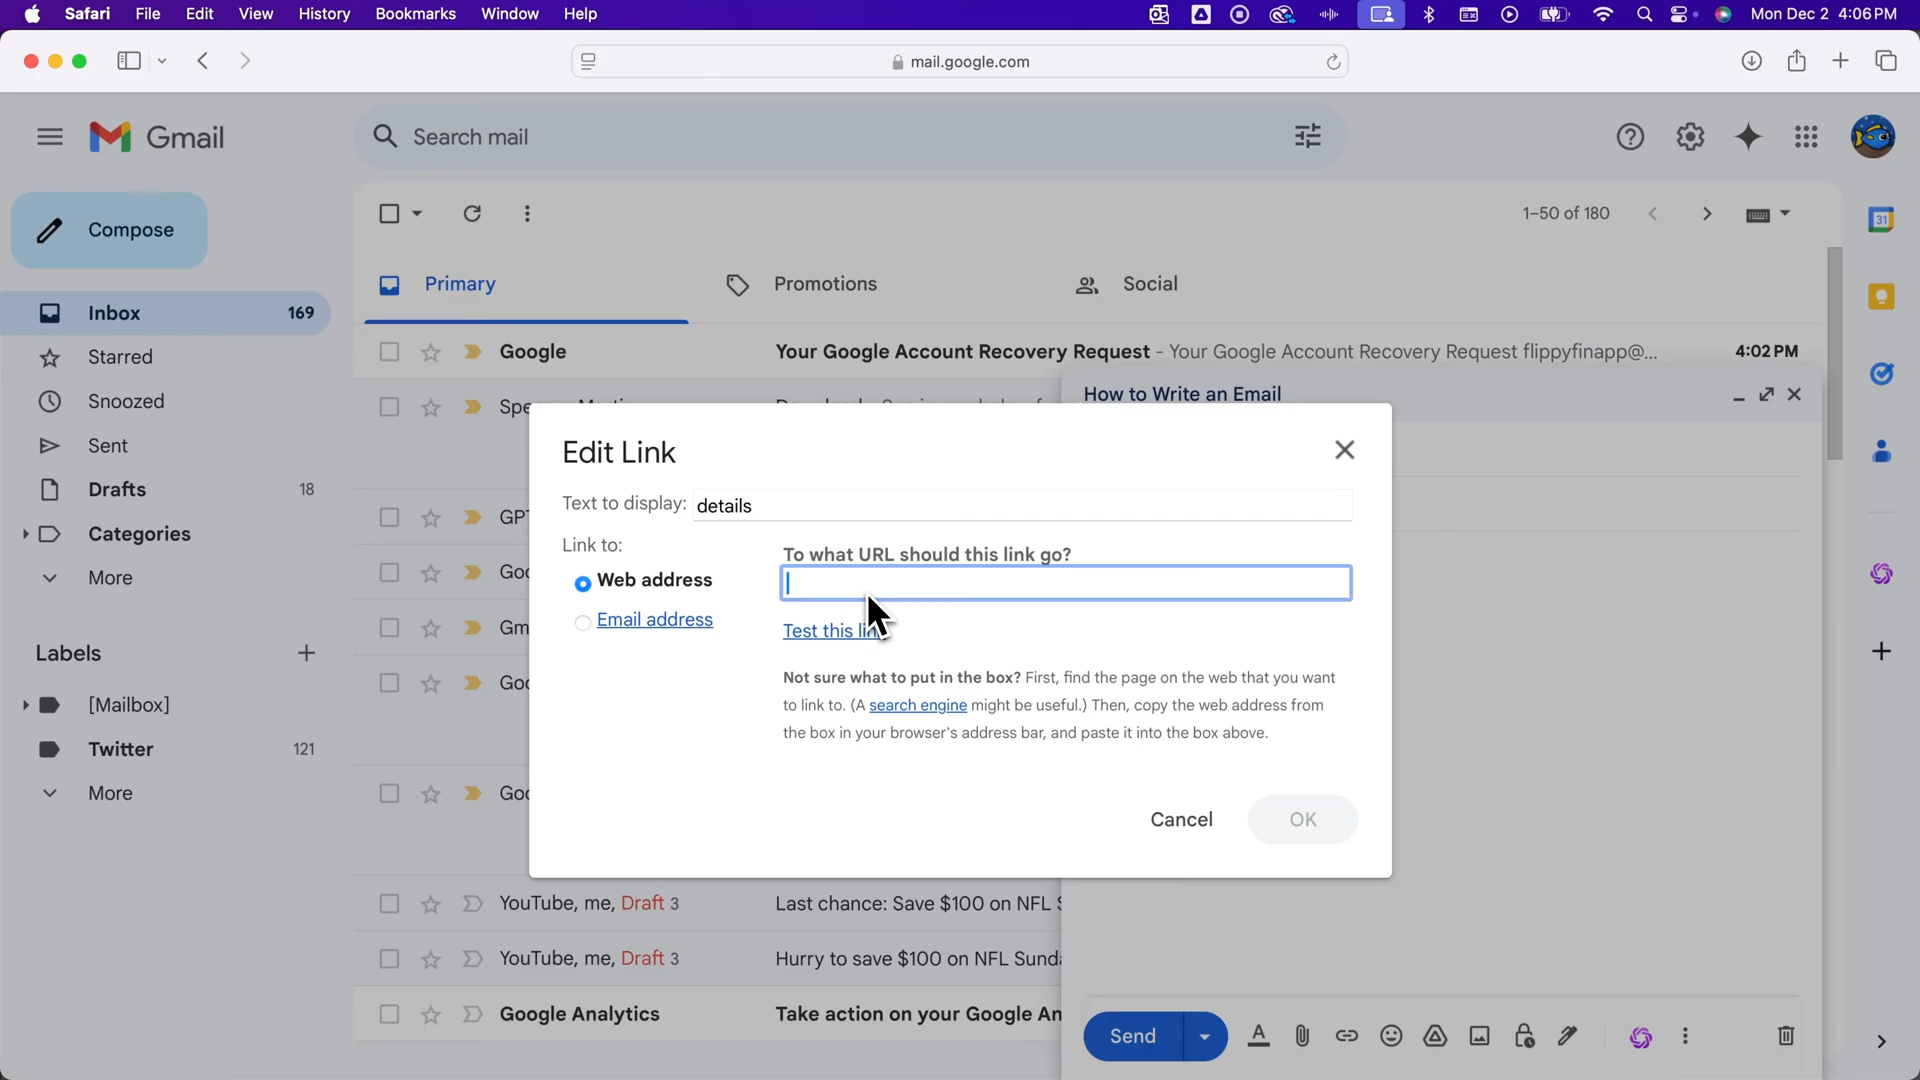 Safari File Edit View History Bookmarks Window Help Mon Dec 2 4:06 PM
mail.google.com
Gmail
Search mail
Compose
1–50 of 180
31
Primary Promotions Social
Inbox 169
Starred
Snoozed
Sent
Drafts 18
Categories
More
Labels
[Mailbox]
Twitter 121
More
Google Your Google Account Recovery Request - Your Google Account Recovery Request flippyfinapp@... 4:02 PM
How to Write an Email
Edit Link
Text to display: details
Link to:
Web address
Email address
To what URL should this link go?
Test this link
Not sure what to put in the box? First, find the page on the web that you want
to link to. (A search engine might be useful.) Then, copy the web address from
the box in your browser's address bar, and paste it into the box above.
Cancel OK
YouTube, me, Draft 3 Last chance: Save $100 on NFL
YouTube, me, Draft 3 Hurry to save $100 on NFL
Google Analytics Take action on your Google
Send